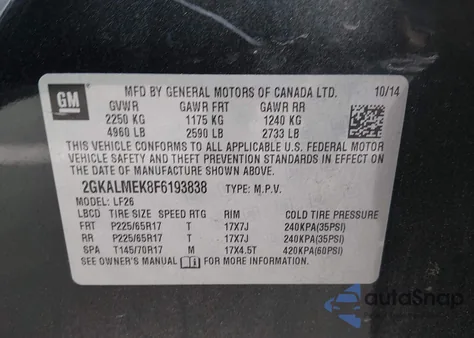 GM
MFD BY GENERAL MOTORS OF CANADA LTD. 10/14
GVWR GAWR FRT GAWR RR
2250 KG 1175 KG 1240 KG
4960 LB 2590 LB 2733 LB
THIS VEHICLE CONFORMS TO ALL APPLICABLE U.S.
FEDERAL MOTOR VEHICLE SAFETY, BUMPER, AND
THEFT PREVENTION STANDARDS IN EFFECT ON
THE DATE OF MANUFACTURE SHOWN ABOVE.
2GKALMEK8F6193838 TYPE: M.P.V.
MODEL: LF26
LBCD TIRE SIZE SPEED RTG RIM COLD TIRE PRESSURE
FRT P225/65R17 T 17X7J 240KPA(35PSI)
RR P225/65R17 T 17X7J 240KPA(35PSI)
SPA T145/70R17 M 17X4.5T 420KPA(60PSI)
SEE OWNER'S MANUAL FOR MORE INFORMATION.
autoSnap